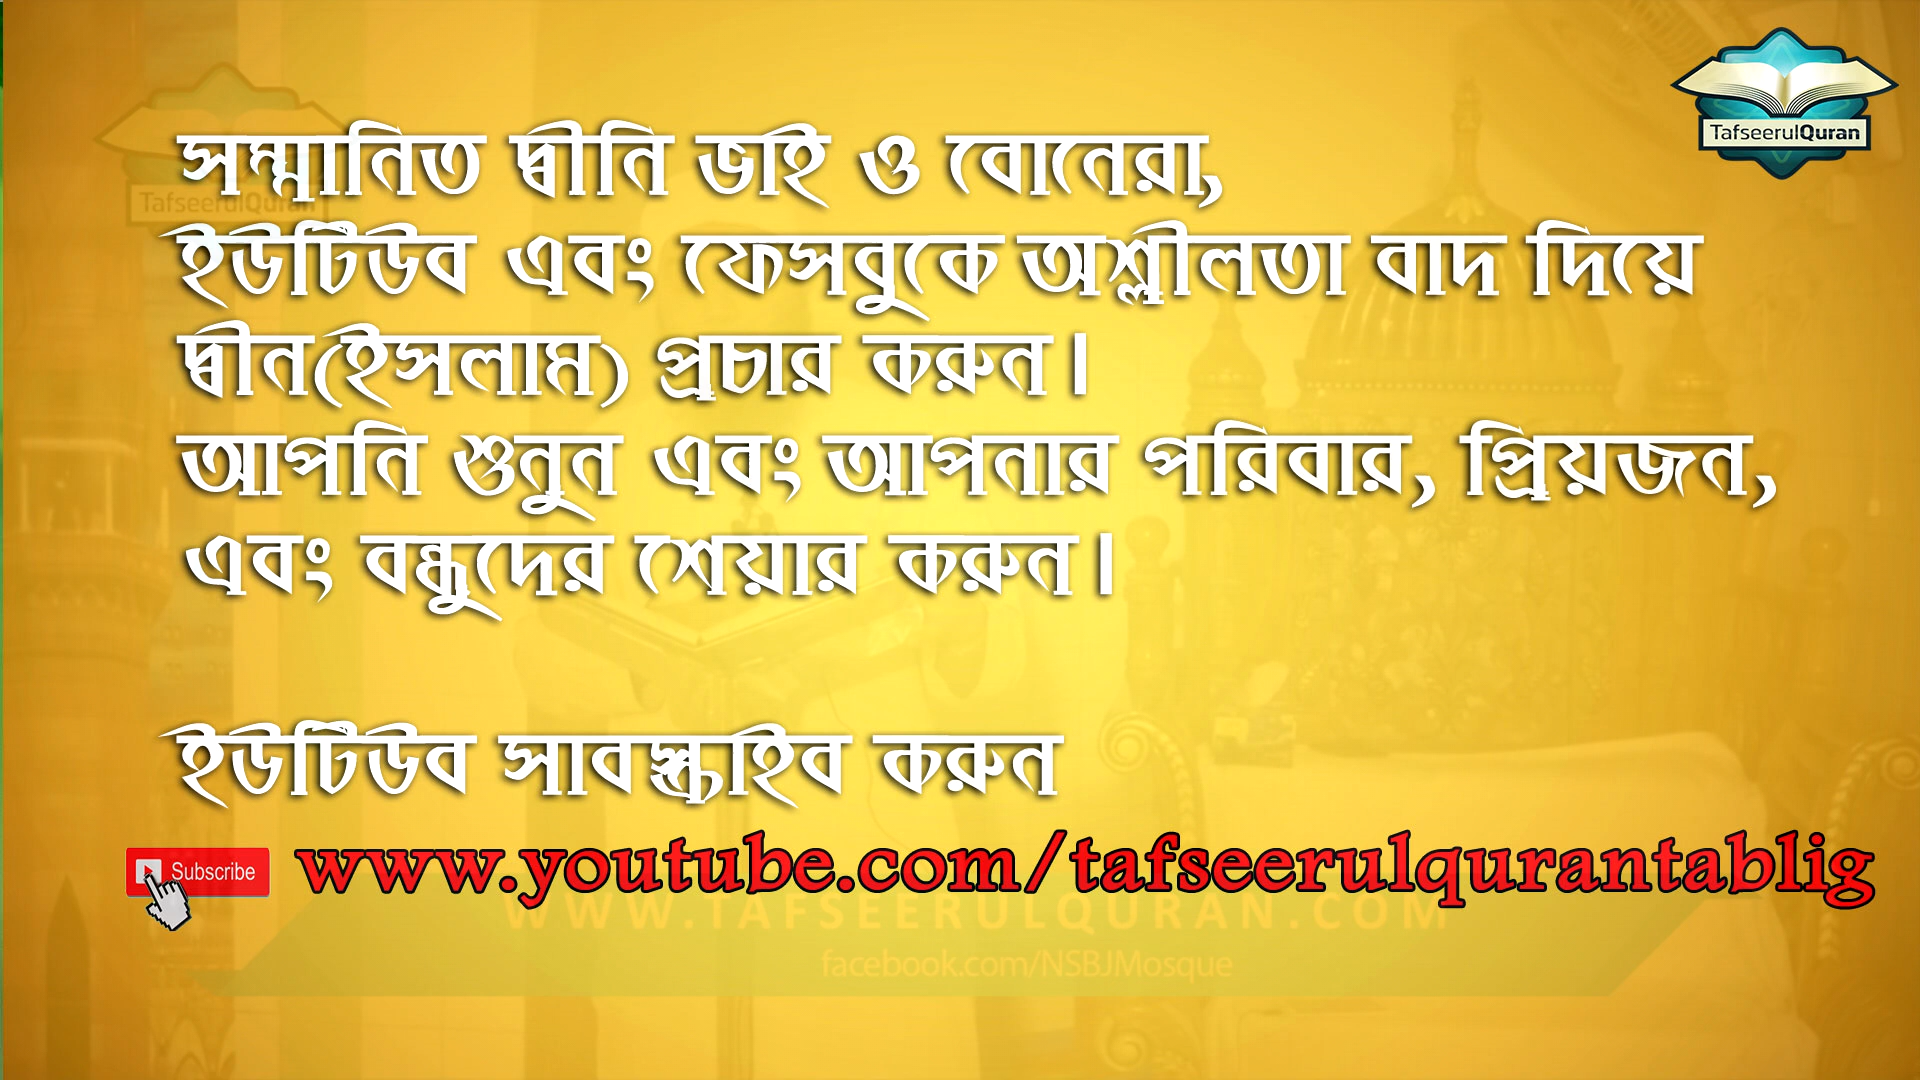 TafseerulQuran
TafseerulQuran
সম্মানিত দ্বীনি ভাই ও বোনেরা,
ইউটিউব এবং ফেসবুকে অশ্লীলতা বাদ দিয়ে
দ্বীন(ইসলাম) প্রচার করুন।
আপনি শুনুন এবং আপনার পরিবার, প্রিয়জন,
এবং বন্ধুদের শেয়ার করুন।
ইউটিউব সাবস্ক্রাইব করুন
Subscribe www.youtube.com/tafseerulqurantablig
WWW.TAFSEERULQURAN.COM
facebook.com/NSBJMosque